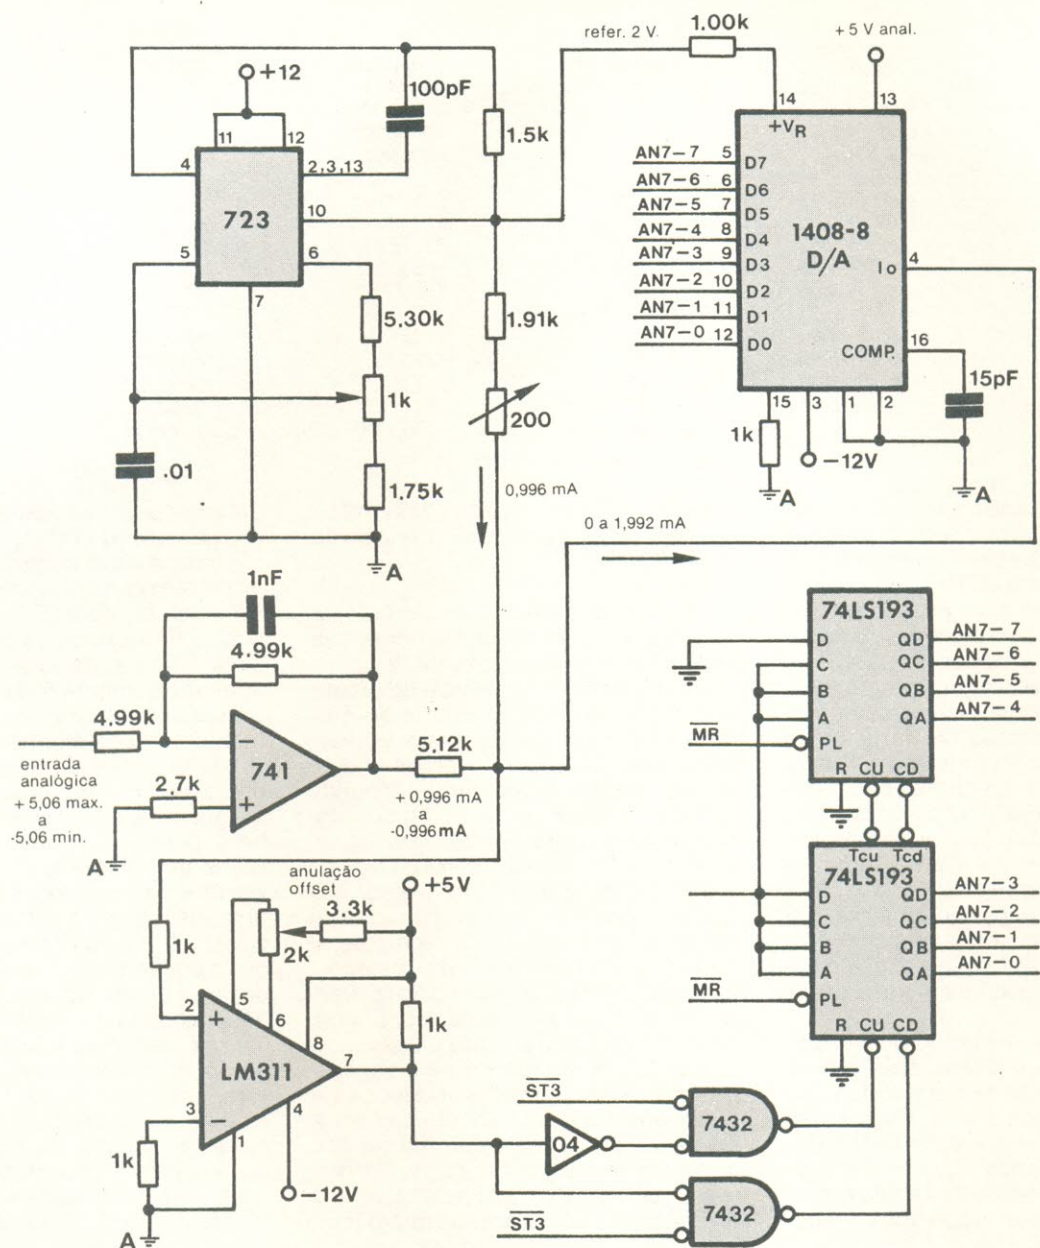 +12
11
12
4
2,3,13
723
10
5
6
7
100pF
1.5k
refer. 2 V.
1.00k
+ 5 V anal.
14
13
+VR
AN7-7 5 D7
AN7-6 6 D6
AN7-5 7 D5
AN7-4 8 D4
AN7-3 9 D3
AN7-2 10 D2
AN7-1 11 D1
AN7-0 12 D0
1408-8
D/A
Io 4
COMP. 16
15
3
1
2
15pF
1k
-12V
A
A
5.30k
1k
1.75k
.01
A
1.91k
200
0,996 mA
0 a 1,992 mA
1nF
4.99k
4.99k
entrada
analógica
+ 5,06 max.
a
-5,06 min.
2,7k
A
−
+
741
5,12k
+ 0,996 mA
a
-0,996mA
anulação
offset
+5V
3.3k
2k
1k
1k
2
+
5
6
8
7
LM311
3
−
4
1
1k
-12V
A
74LS193
D QD AN7-7
C QC AN7-6
B QB AN7-5
A QA AN7-4
MR PL
R CU CD
Tcu Tcd
74LS193
D QD AN7-3
C QC AN7-2
B QB AN7-1
A QA AN7-0
MR PL
R CU CD
ST3
7432
04
7432
ST3